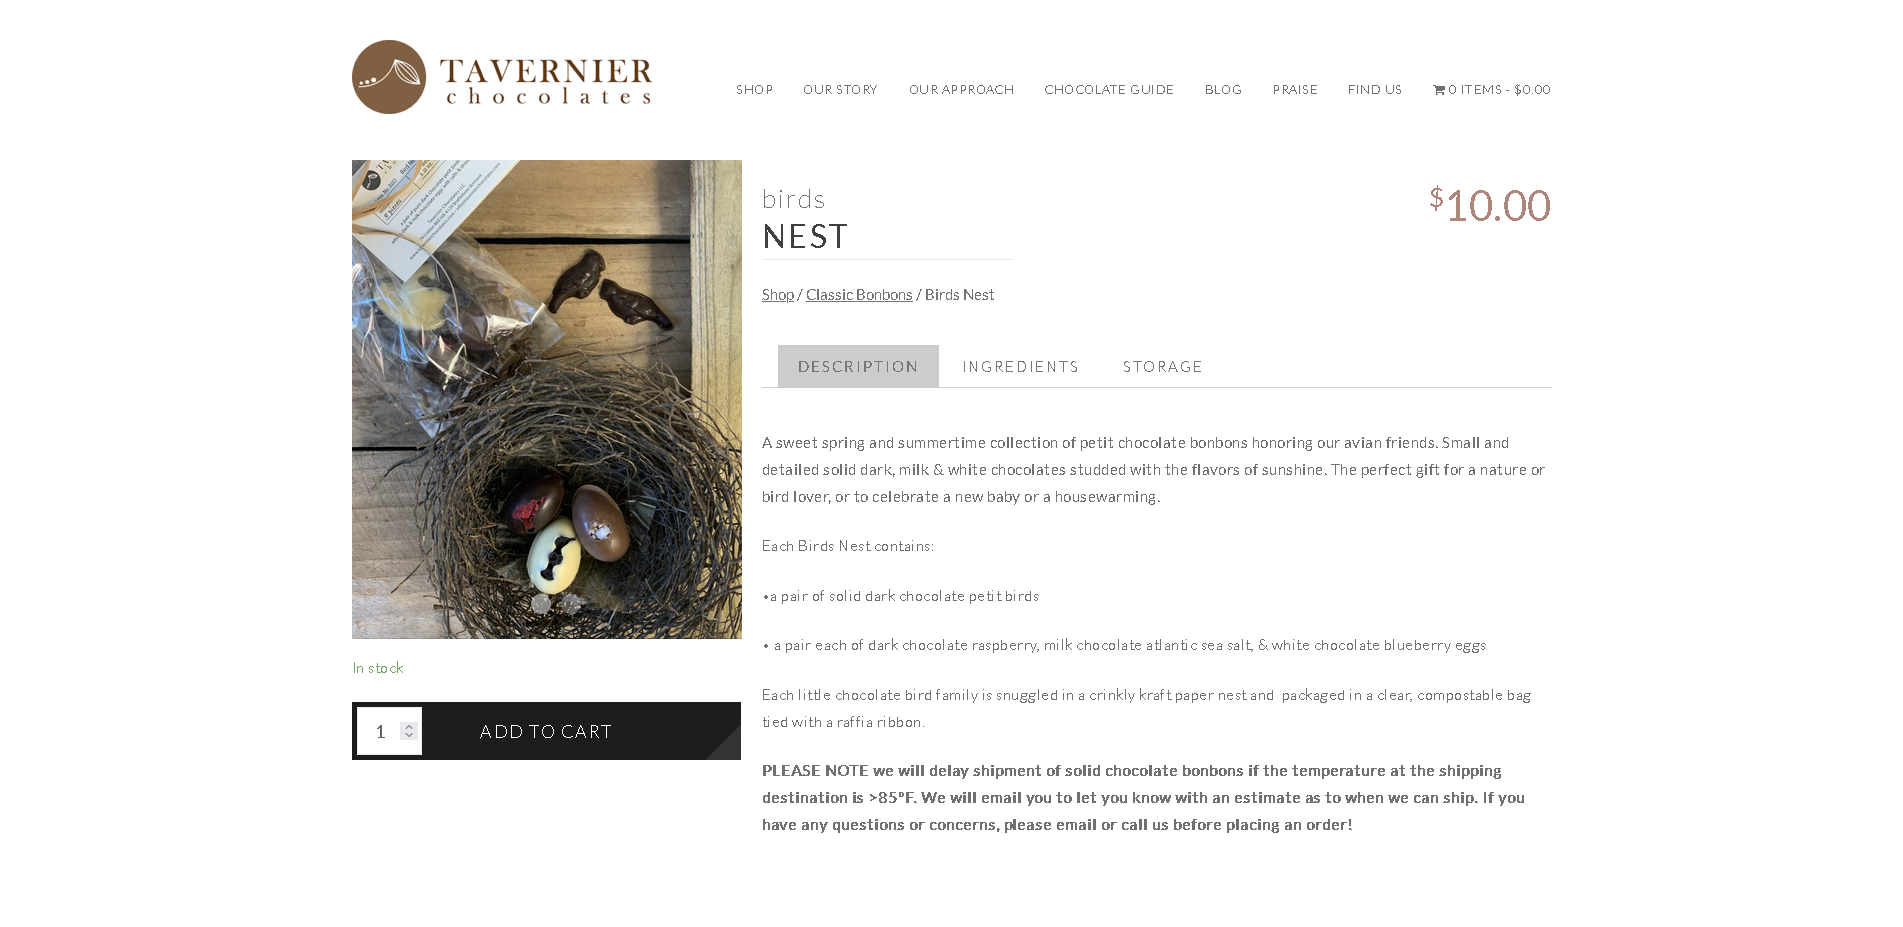 TAVERNIER
chocolates
SHOP
OUR STORY
OUR APPROACH
CHOCOLATE GUIDE
BLOG
PRAISE
FIND US
0 ITEMS - $0.00
birds
NEST
$10.00
Shop / Classic Bonbons / Birds Nest
DESCRIPTION
INGREDIENTS
STORAGE
A sweet spring and summertime collection of petit chocolate bonbons honoring our avian friends. Small and
detailed solid dark, milk & white chocolates studded with the flavors of sunshine. The perfect gift for a nature or
bird lover, or to celebrate a new baby or a housewarming.
Each Birds Nest contains:
•a pair of solid dark chocolate petit birds
• a pair each of dark chocolate raspberry, milk chocolate atlantic sea salt, & white chocolate blueberry eggs
Each little chocolate bird family is snuggled in a crinkly kraft paper nest and  packaged in a clear, compostable bag
tied with a raffia ribbon.
PLEASE NOTE we will delay shipment of solid chocolate bonbons if the temperature at the shipping
destination is >85ºF. We will email you to let you know with an estimate as to when we can ship. If you
have any questions or concerns, please email or call us before placing an order!
In stock
1
ADD TO CART